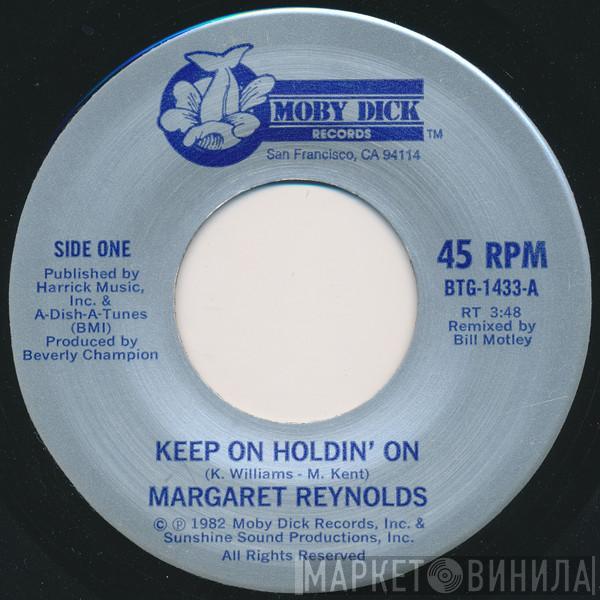 MOBY DICK
RECORDS
TM
San Francisco, CA 94114
SIDE ONE
Published by
Harrick Music,
Inc. &
A-Dish-A-Tunes
(BMI)
Produced by
Beverly Champion
45 RPM
BTG-1433-A
RT 3:48
Remixed by
Bill Motley
KEEP ON HOLDIN' ON
(K. Williams - M. Kent)
MARGARET REYNOLDS
© ℗ 1982 Moby Dick Records, Inc. &
Sunshine Sound Productions, Inc.
All Rights Reserved
МАРКЕТ ВИНИЛА